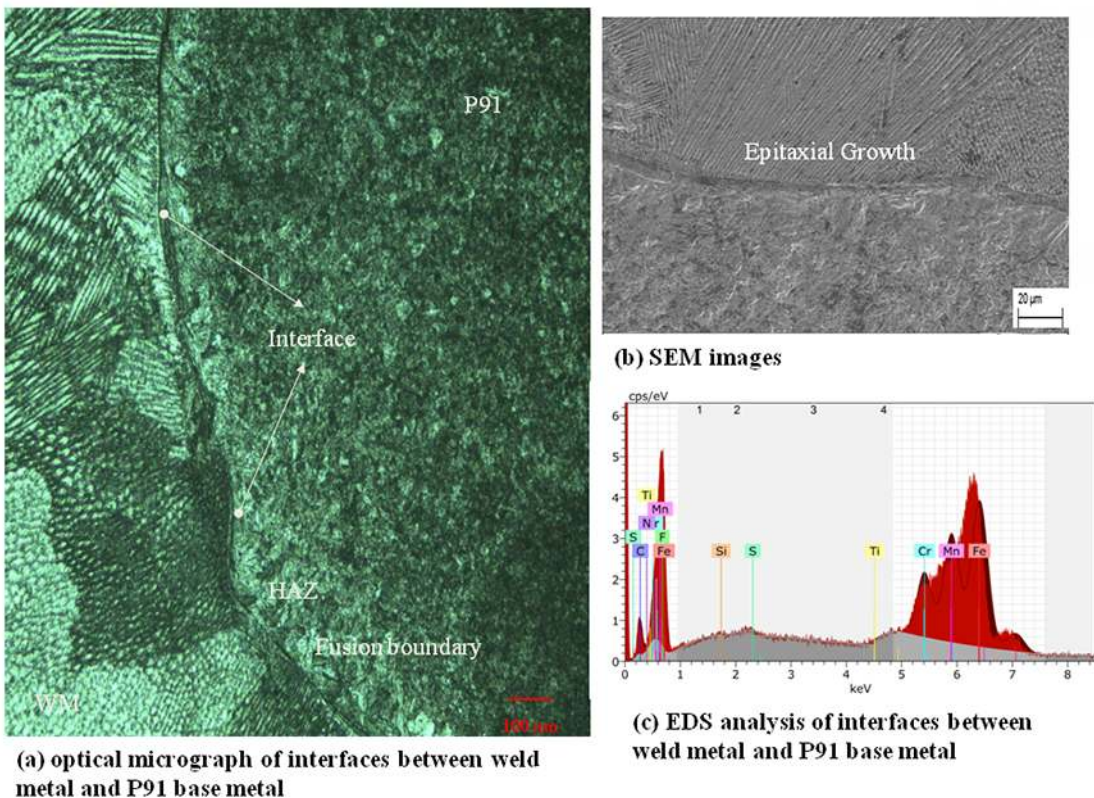 P91
Interface
HAZ
Fusion boundary
WM
100 μm
(a) optical micrograph of interfaces between weld
metal and P91 base metal
Epitaxial Growth
20 µm
(b) SEM images
cps/eV
1 2 3 4
6
5
4
3
2
1
0
Ti
Mn
N
S
F
C
Fe
Si
S
Ti
Cr
Mn
Fe
0 1 2 3 4 5 6 7 8
keV
(c) EDS analysis of interfaces between
weld metal and P91 base metal